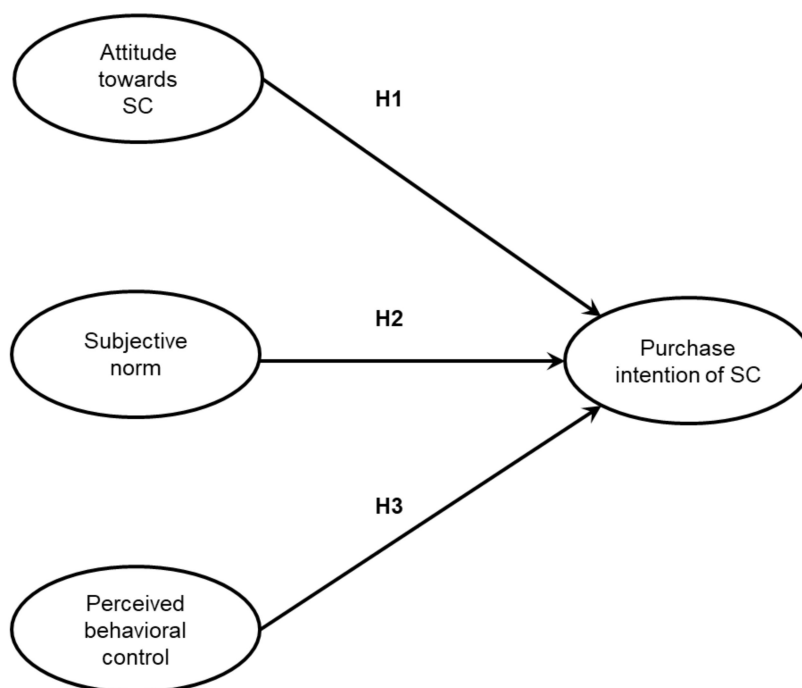 Attitude
towards
SC
H1
Subjective
norm
H2
Purchase
intention of SC
H3
Perceived
behavioral
control